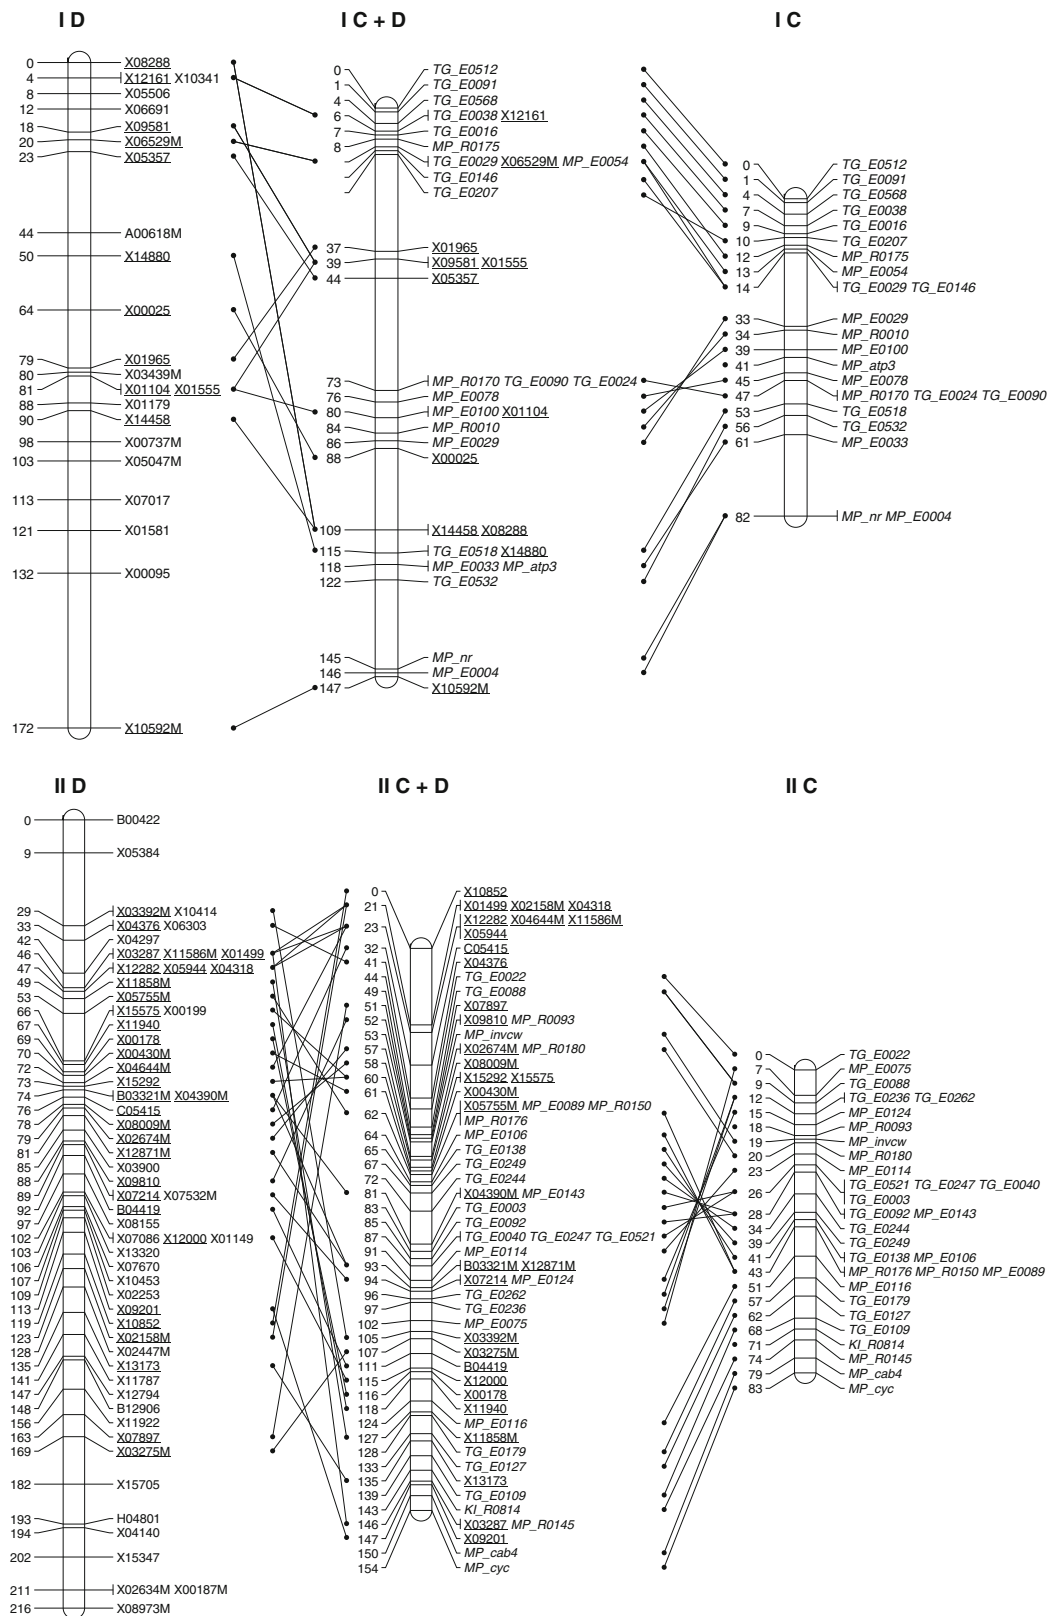 I D
0 X08288
4 X12161 X10341
8 X05506
12 X06691
18 X09581
20 X06529M
23 X05357
44 A00618M
50 X14880
64 X00025
79 X01965
80 X03439M
81 X01104 X01555
88 X01179
90 X14458
98 X00737M
103 X05047M
113 X07017
121 X01581
132 X00095
172 X10592M
I C + D
0 TG_E0512
1 TG_E0091
4 TG_E0568
6 TG_E0038 X12161
7 TG_E0016
8 MP_R0175
TG_E0029 X06529M MP_E0054
TG_E0146
TG_E0207
37 X01965
39 X09581 X01555
44 X05357
73 MP_R0170 TG_E0090 TG_E0024
76 MP_E0078
80 MP_E0100 X01104
84 MP_R0010
86 MP_E0029
88 X00025
109 X14458 X08288
115 TG_E0518 X14880
118 MP_E0033 MP_atp3
122 TG_E0532
145 MP_nr
146 MP_E0004
147 X10592M
I C
0 TG_E0512
1 TG_E0091
4 TG_E0568
7 TG_E0038
9 TG_E0016
10 TG_E0207
12 MP_R0175
13 MP_E0054
14 TG_E0029 TG_E0146
33 MP_E0029
34 MP_R0010
39 MP_E0100
41 MP_atp3
45 MP_E0078
47 MP_R0170 TG_E0024 TG_E0090
53 TG_E0518
56 TG_E0532
61 MP_E0033
82 MP_nr MP_E0004
II D
0 B00422
9 X05384
29 X03392M X10414
33 X04376 X06303
42 X04297
46 X03287 X11586M X01499
47 X12282 X05944 X04318
49 X11858M
53 X05755M
66 X15575 X00199
67 X11940
69 X00178
70 X00430M
72 X04644M
73 X15292
74 B03321M X04390M
76 C05415
78 X08009M
79 X02674M
81 X12871M
85 X03900
88 X09810
89 X07214 X07532M
92 B04419
97 X08155
102 X07086 X12000 X01149
103 X13320
106 X07670
107 X10453
109 X02253
113 X09201
119 X10852
123 X02158M
128 X02447M
135 X13173
141 X11787
147 X12794
148 B12906
156 X11922
163 X07897
169 X03275M
182 X15705
193 H04801
194 X04140
202 X15347
211 X02634M X00187M
216 X08973M
II C + D
0 X10852
21 X01499 X02158M X04318
X12282 X04644M X11586M
23 X05944
32 C05415
41 X04376
44 TG_E0022
49 TG_E0088
51 X07897
52 X09810 MP_R0093
53 MP_invcw
57 X02674M MP_R0180
58 X08009M
60 X15292 X15575
61 X00430M
X05755M MP_E0089 MP_R0150
62 MP_R0176
64 MP_E0106
65 TG_E0138
67 TG_E0249
72 TG_E0244
81 X04390M MP_E0143
83 TG_E0003
85 TG_E0092
87 TG_E0040 TG_E0247 TG_E0521
91 MP_E0114
93 B03321M X12871M
94 X07214 MP_E0124
96 TG_E0262
97 TG_E0236
102 MP_E0075
105 X03392M
107 X03275M
111 B04419
115 X12000
116 X00178
118 X11940
124 MP_E0116
127 X11858M
128 TG_E0179
133 TG_E0127
135 X13173
139 TG_E0109
143 KI_R0814
146 X03287 MP_R0145
147 X09201
150 MP_cab4
154 MP_cyc
II C
0 TG_E0022
7 MP_E0075
9 TG_E0088
12 TG_E0236 TG_E0262
15 MP_E0124
18 MP_R0093
19 MP_invcw
20 MP_R0180
23 MP_E0114
26 TG_E0521 TG_E0247 TG_E0040
TG_E0003
28 TG_E0092 MP_E0143
34 TG_E0244
39 TG_E0249
41 TG_E0138 MP_E0106
43 MP_R0176 MP_R0150 MP_E0089
51 MP_E0116
57 TG_E0179
62 TG_E0127
68 TG_E0109
71 KI_R0814
74 MP_R0145
79 MP_cab4
83 MP_cyc